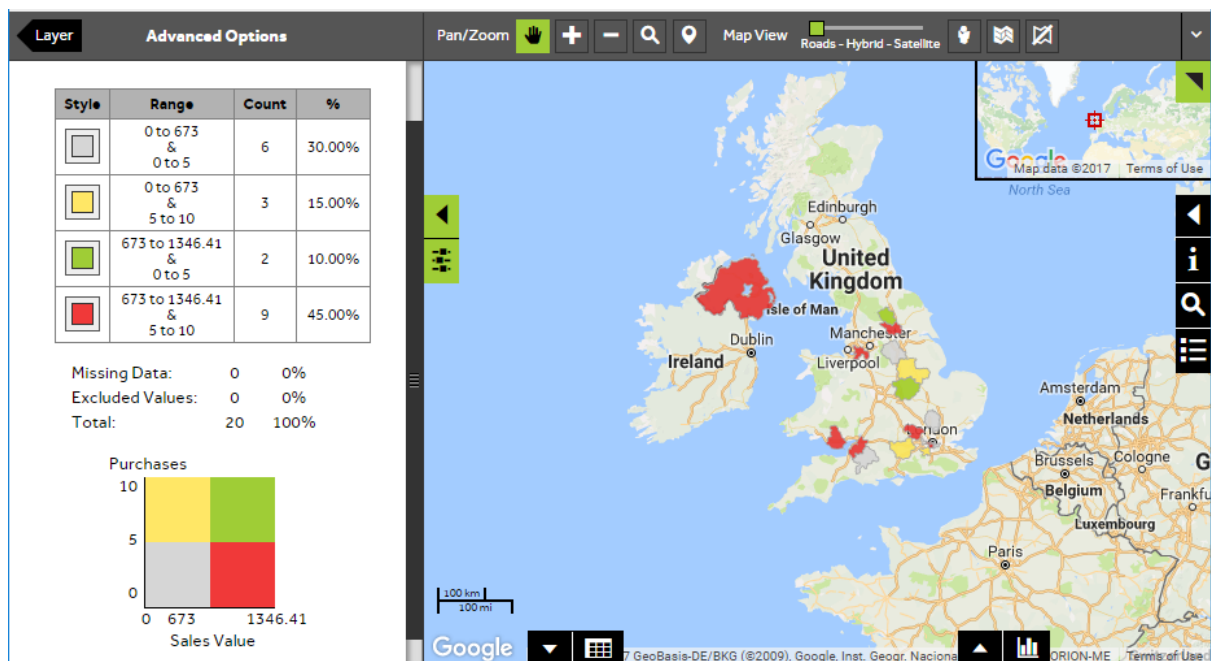 Layer
Advanced Options
Pan/Zoom
Map View
Roads - Hybrid - Satellite
Style Range Count %
0 to 673
&
0 to 5
6 30.00%
0 to 673
&
5 to 10
3 15.00%
673 to 1346.41
&
0 to 5
2 10.00%
673 to 1346.41
&
5 to 10
9 45.00%
Missing Data: 0 0%
Excluded Values: 0 0%
Total: 20 100%
Purchases
10
5
0
0 673 1346.41
Sales Value
Google
Map data ©2017 Terms of Use
North Sea
Edinburgh
Glasgow
United
Kingdom
Isle of Man
Dublin
Manchester
Ireland
Liverpool
Amsterdam
Netherlands
Brussels
Cologne
G
Belgium
Frankfu
Luxembourg
Paris
100 km
100 mi
Google
7 GeoBasis-DE/BKG (©2009), Google, Inst. Geogr. Naciona
ORION-ME Terms of Use